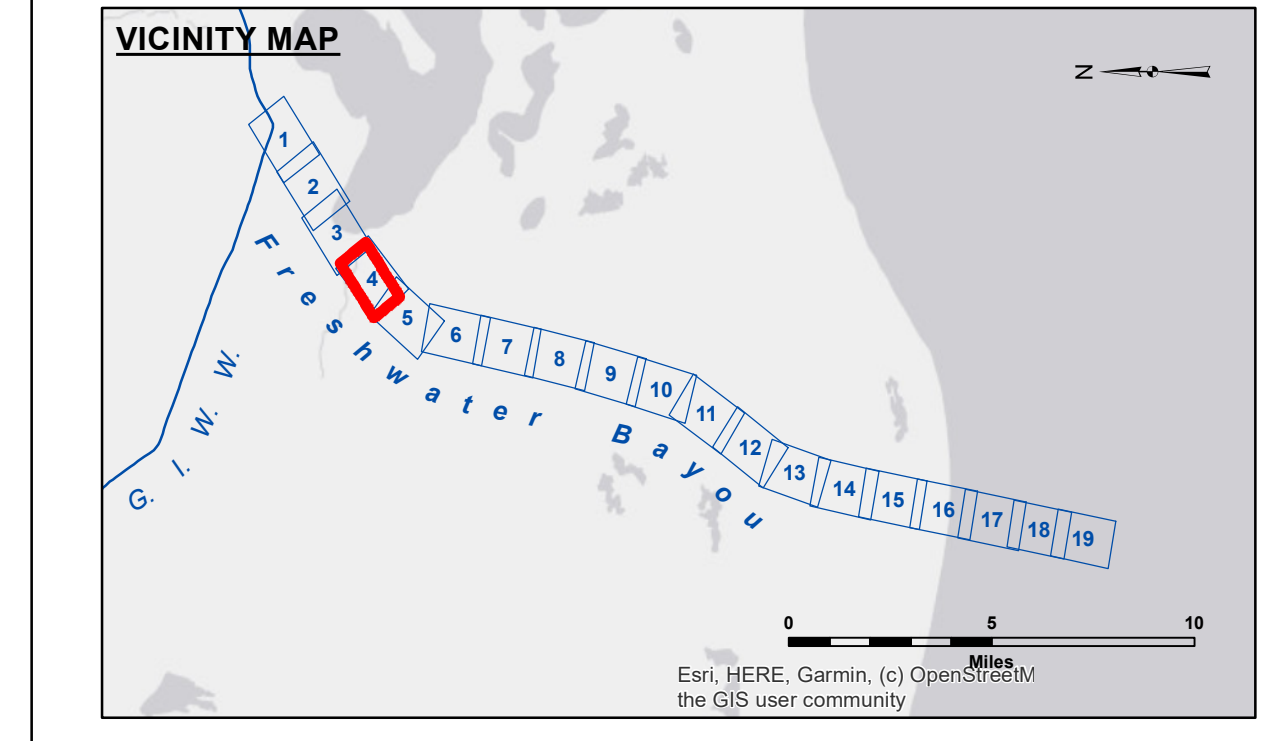 VICINITY MAP
N
1
2
3
4
5
6
7
8
9
10
11
12
13
14
15
16
17
18
19
Freshwater Bayou
G. I. W. W.
0 5 10
Miles
Esri, HERE, Garmin, (c) OpenStreetM
the GIS user community